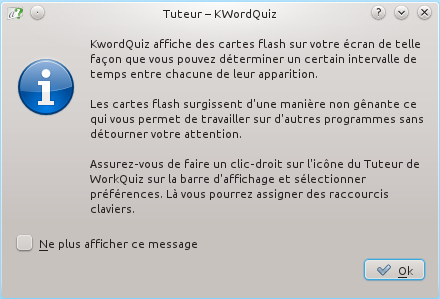 Tuteur – KWordQuiz
KwordQuiz affiche des cartes flash sur votre écran de telle
façon que vous pouvez déterminer un certain intervalle de
temps entre chacune de leur apparition.
Les cartes flash surgissent d'une manière non gênante ce
qui vous permet de travailler sur d'autres programmes sans
détourner votre attention.
Assurez-vous de faire un clic-droit sur l'icône du Tuteur de
WorkQuiz sur la barre d'affichage et sélectionner
préférences. Là vous pourrez assigner des raccourcis
claviers.
Ne plus afficher ce message
Ok